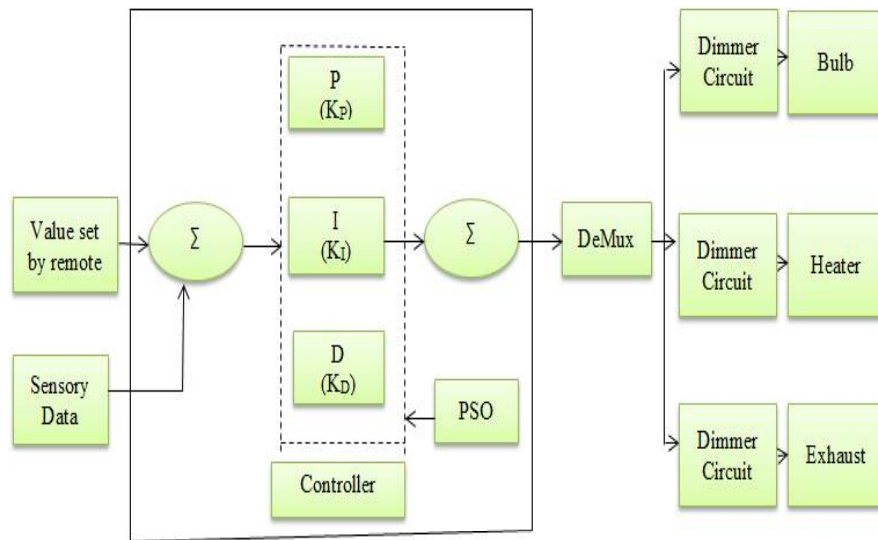 Value set
by remote
Sensory
Data
Σ
P
(KP)
I
(KI)
D
(KD)
PSO
Controller
Σ
DeMux
Dimmer
Circuit
Bulb
Dimmer
Circuit
Heater
Dimmer
Circuit
Exhaust